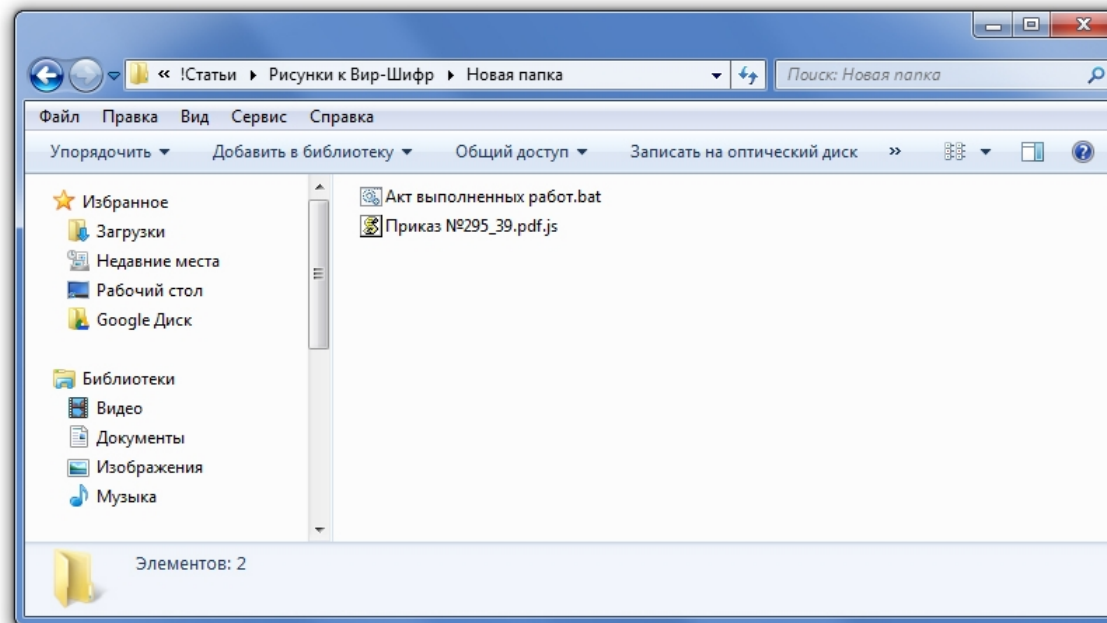 « !Статьи ▸ Рисунки к Вир-Шифр ▸ Новая папка
Поиск: Новая папка
Файл Правка Вид Сервис Справка
Упорядочить Добавить в библиотеку Общий доступ Записать на оптический диск »
Избранное
Загрузки
Недавние места
Рабочий стол
Google Диск
Библиотеки
Видео
Документы
Изображения
Музыка
Акт выполненных работ.bat
Приказ №295_39.pdf.js
Элементов: 2